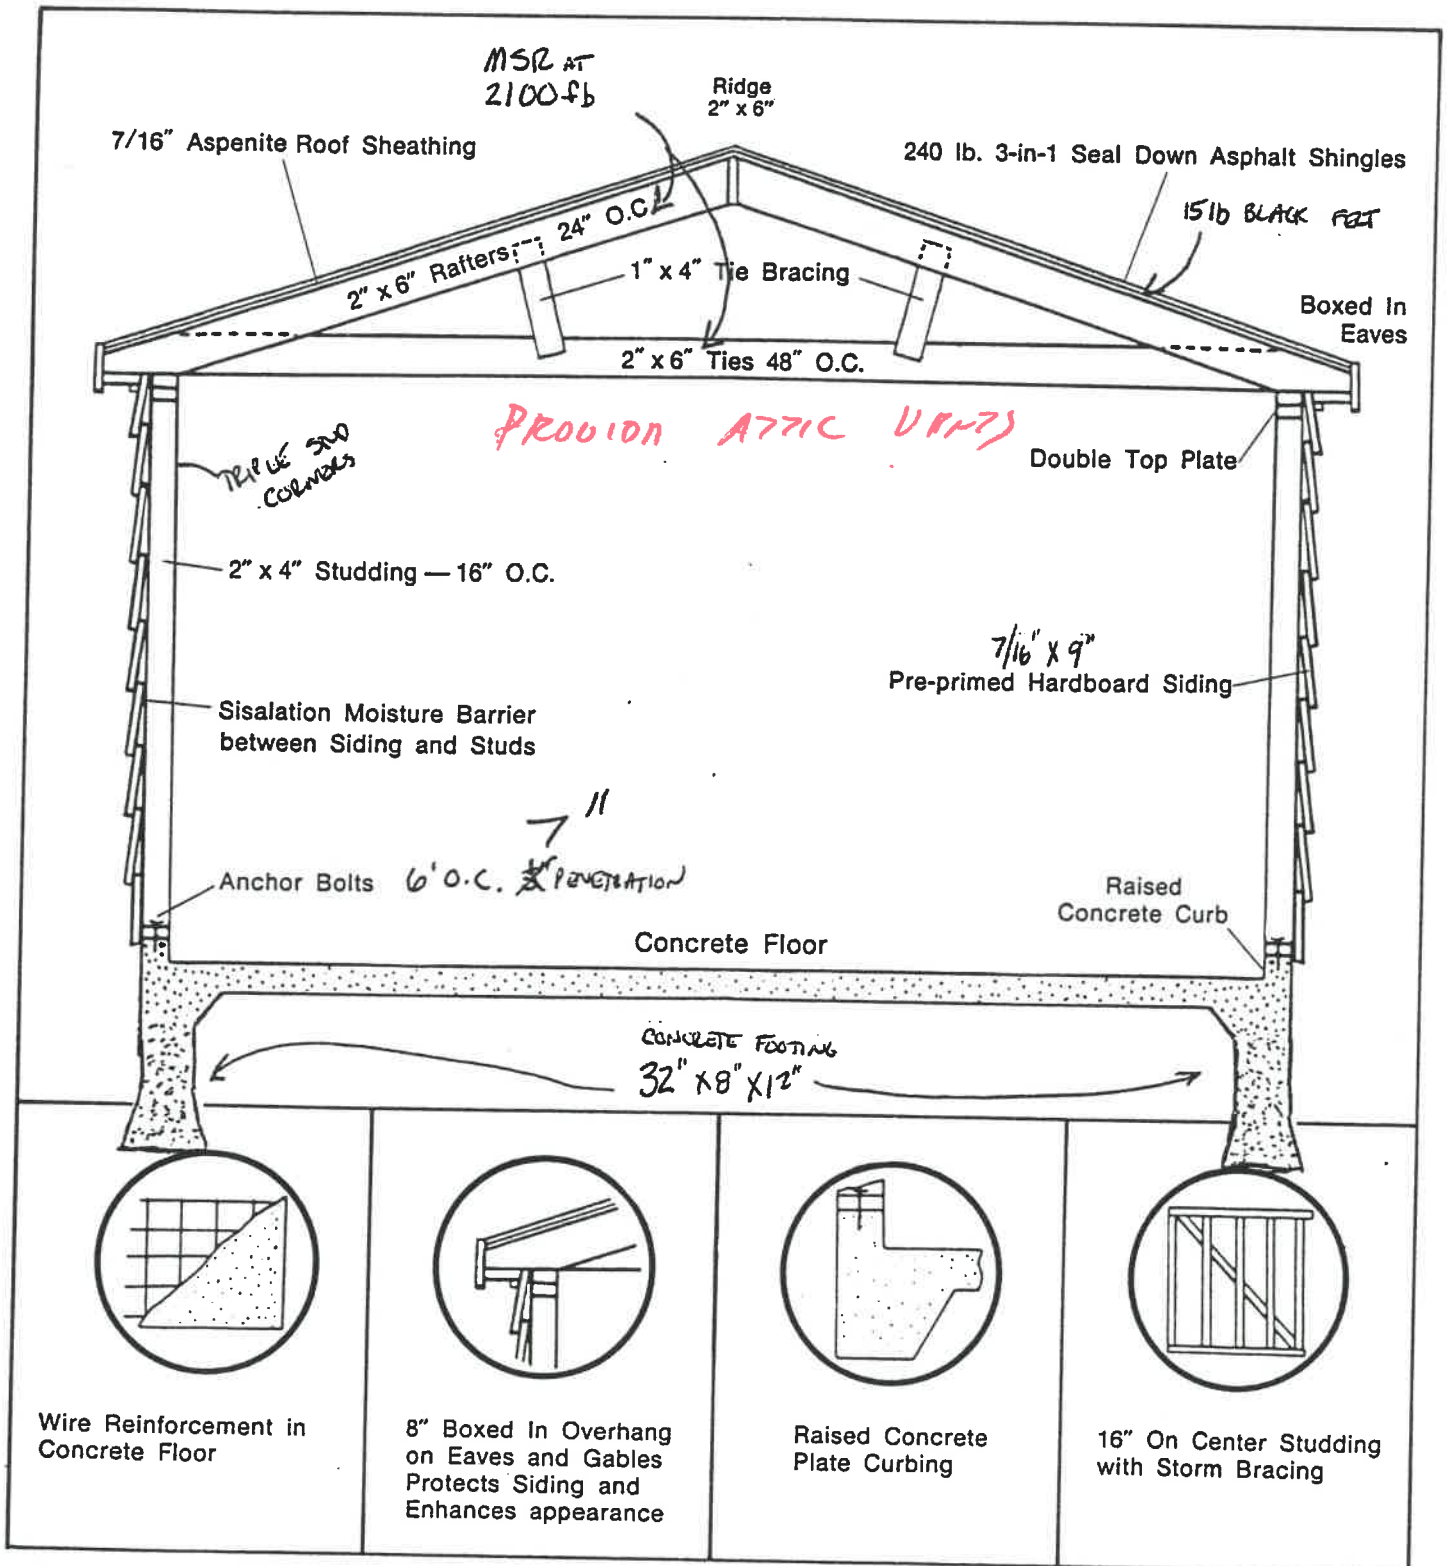 MSR AT
2100 fb
Ridge
2" x 6"
7/16" Aspenite Roof Sheathing
240 lb. 3-in-1 Seal Down Asphalt Shingles
15 lb BLACK FELT
2" x 6" Rafters 24" O.C.
1" x 4" Tie Bracing
Boxed In
Eaves
2" x 6" Ties 48" O.C.
ATTIC VENTS
Double Top Plate
TRIPLE STUD
CORNERS
2" x 4" Studding — 16" O.C.
7/16" X 9"
Pre-primed Hardboard Siding
Sisalation Moisture Barrier
between Siding and Studs
7"
Anchor Bolts 6' O.C. PENETRATION
Raised
Concrete Curb
Concrete Floor
CONCRETE FOOTING
32" X 8" X 12"
Wire Reinforcement in
Concrete Floor
8" Boxed In Overhang
on Eaves and Gables
Protects Siding and
Enhances appearance
Raised Concrete
Plate Curbing
16" On Center Studding
with Storm Bracing